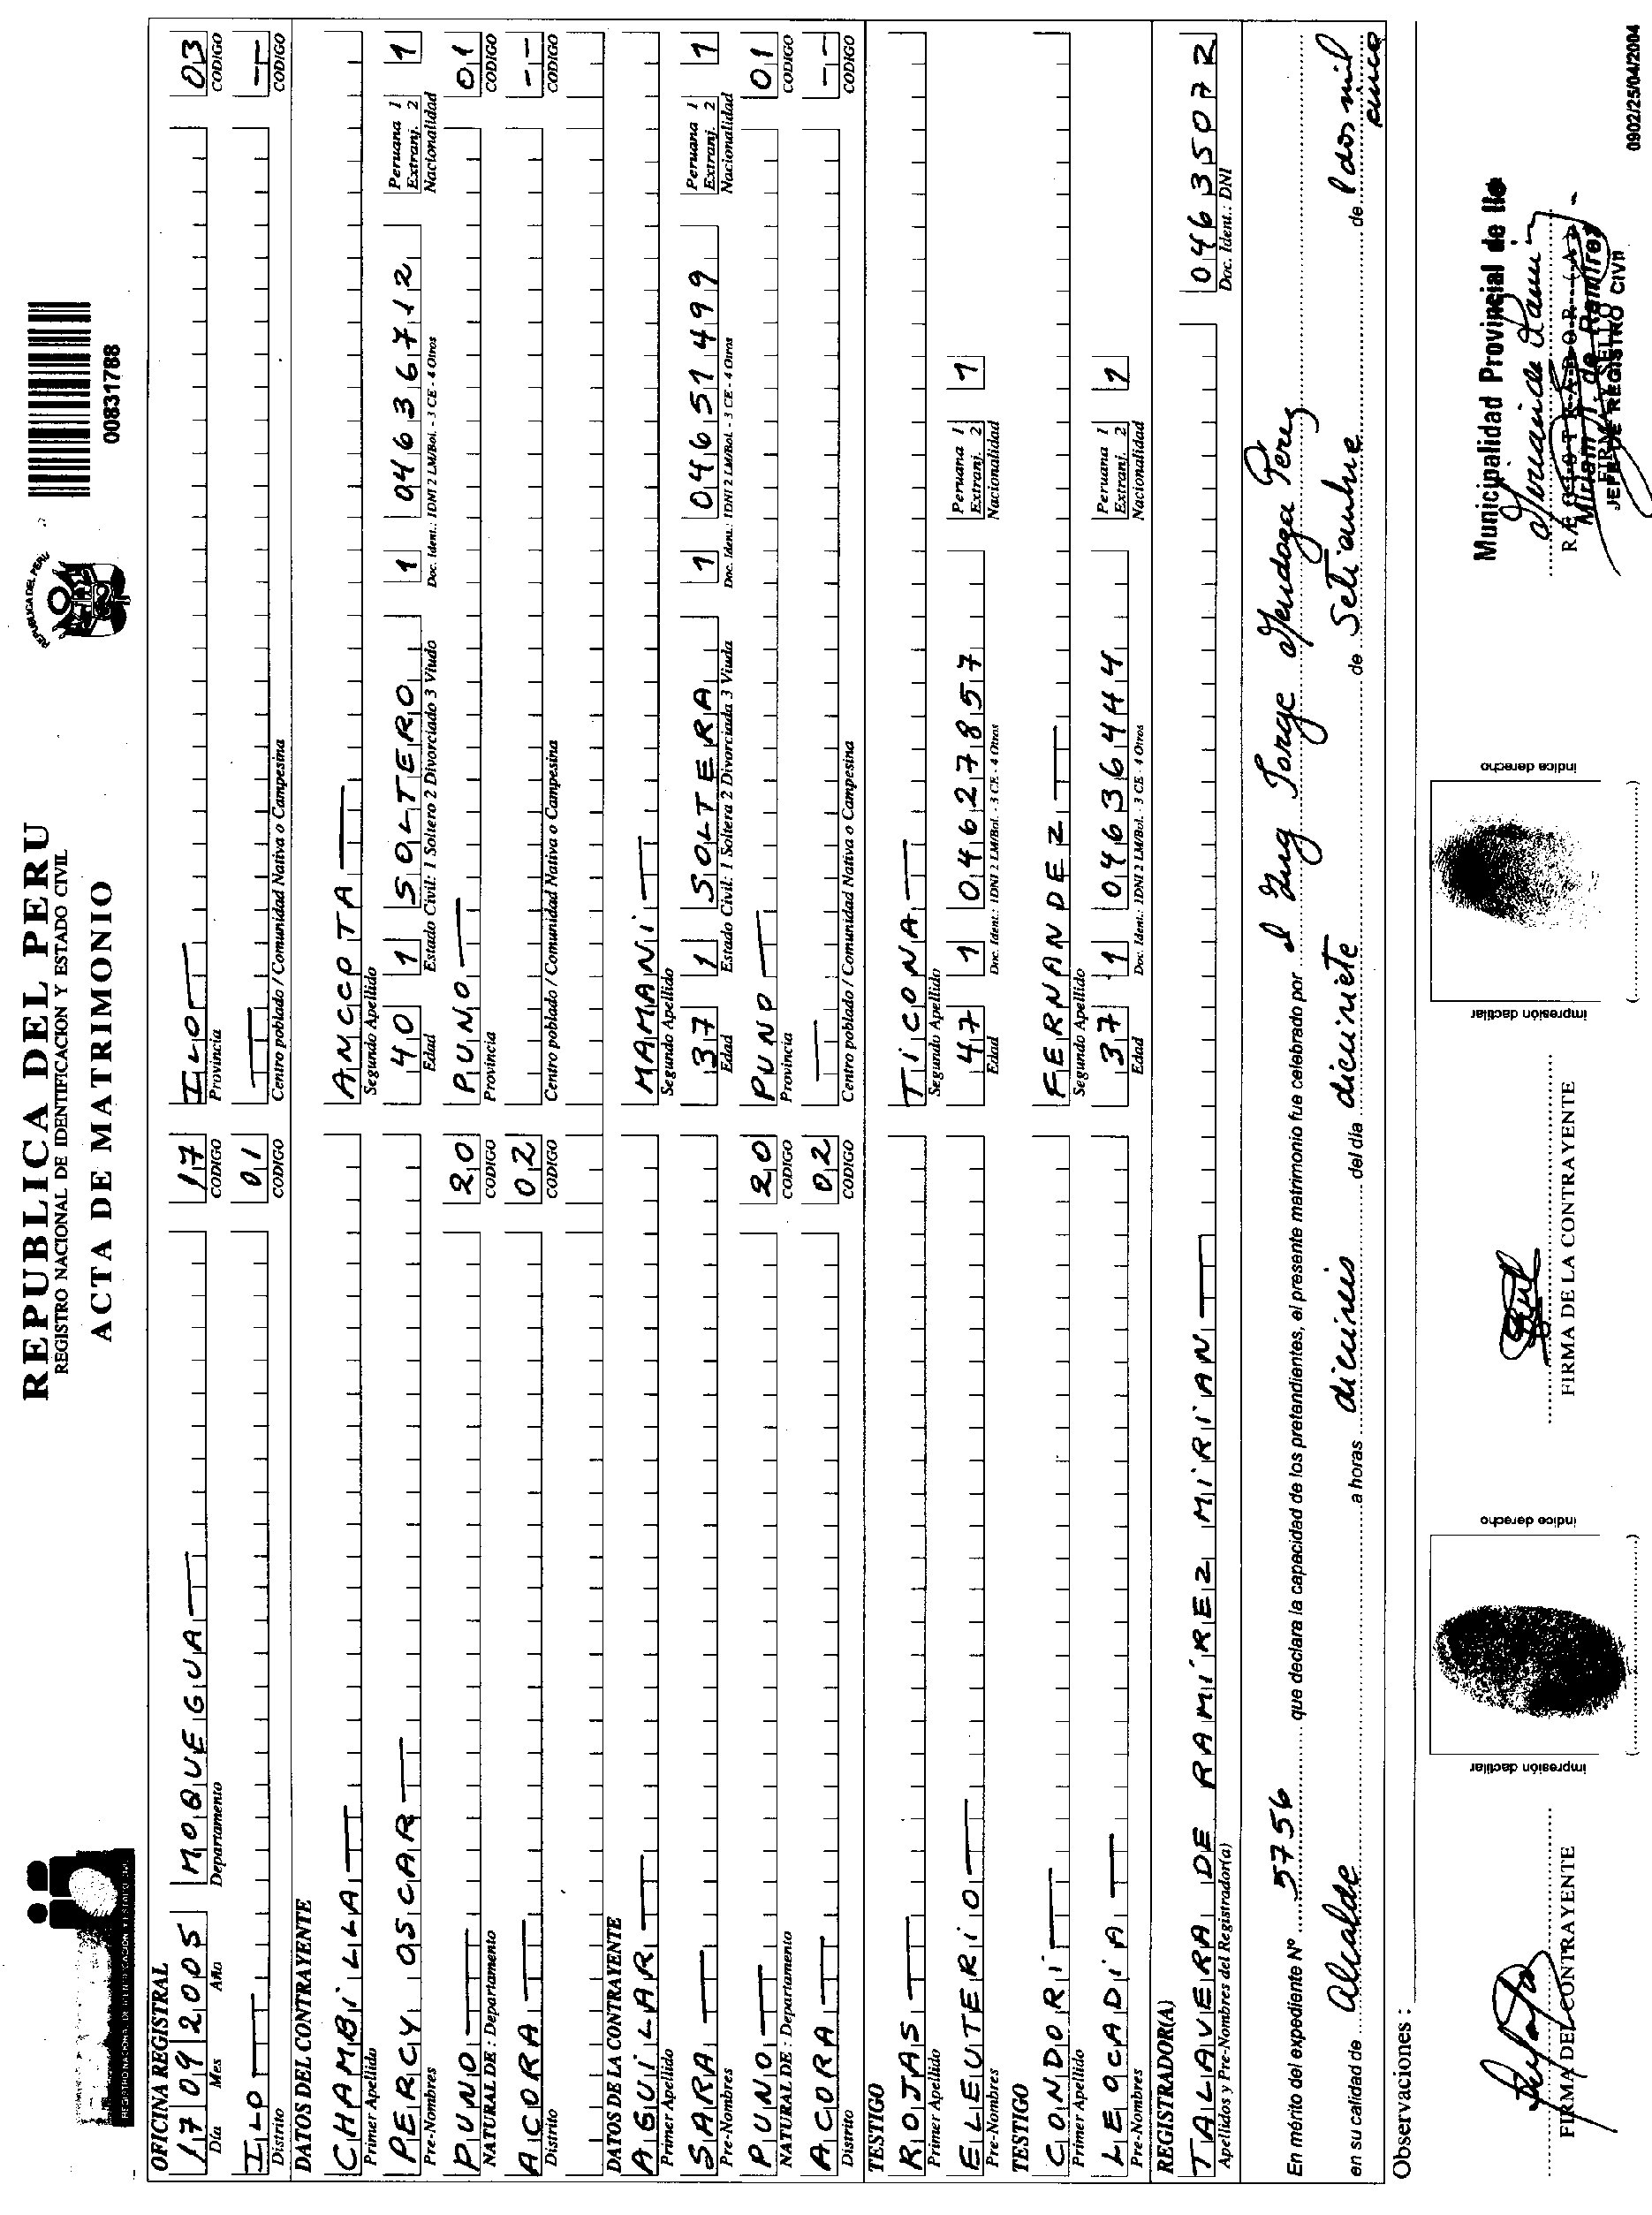 REPUBLICA DEL PERU
REGISTRO NACIONAL DE IDENTIFICACION Y ESTADO CIVIL
ACTA DE MATRIMONIO
REPUBLICA DEL PERU
00831788
OFICINA REGISTRAL
17 09 2005 MOQUEGUA 17 ILO 03
Día Mes Año Departamento CODIGO Provincia CODIGO
ILO 01 --
Distrito CODIGO Centro poblado / Comunidad Nativa o Campesina CODIGO
DATOS DEL CONTRAYENTE
CHAMBILLA ANCCOTA
Primer Apellido Segundo Apellido
PERCY OSCAR 40 1 SOLTERO 1 04636712 Peruana 1 Extranj. 2 1
Pre-Nombres Edad Estado Civil: 1 Soltero 2 Divorciado 3 Viudo Doc. Ident.: 1DNI 2 LM/Bol. - 3 CE - 4 Otros Nacionalidad
PUNO 20 PUNO 01
NATURAL DE : Departamento CODIGO Provincia CODIGO
ACORA 02 --
Distrito CODIGO Centro poblado / Comunidad Nativa o Campesina CODIGO
DATOS DE LA CONTRAYENTE
AGUILAR MAMANI
Primer Apellido Segundo Apellido
SARA 37 1 SOLTERA 1 04651499 Peruana 1 Extranj. 2 1
Pre-Nombres Edad Estado Civil: 1 Soltera 2 Divorciada 3 Viuda Doc. Ident.: 1DNI 2 LM/Bol. - 3 CE - 4 Otros Nacionalidad
PUNO 20 PUNO 01
NATURAL DE : Departamento CODIGO Provincia CODIGO
ACORA 02 --
Distrito CODIGO Centro poblado / Comunidad Nativa o Campesina CODIGO
TESTIGO
ROJAS TICONA
Primer Apellido Segundo Apellido
ELEUTERIO 47 1 04627857 Peruana 1 Extranj. 2 1
Pre-Nombres Edad Doc. Ident.: 1DNI 2 LM/Bol. - 3 CE - 4 Otros Nacionalidad
TESTIGO
CONDORI FERNANDEZ
Primer Apellido Segundo Apellido
LEOCADIA 37 1 04636444 Peruana 1 Extranj. 2 1
Pre-Nombres Edad Doc. Ident.: 1DNI 2 LM/Bol. - 3 CE - 4 Otros Nacionalidad
REGISTRADOR(A)
TALAVERA DE RAMIREZ MIRIAN 04635072
Apellidos y Pre-Nombres del Registrador(a) Doc. Ident.: DNI
En mérito del expediente Nº 5756 que declara la capacidad de los pretendientes, el presente matrimonio fue celebrado por el Ing Jorge Mendoza Perez
en su calidad de Alcalde a horas dieciseis del día diecisiete de Setiembre de dos mil cinco
Observaciones :
impresión dactilar índice derecho impresión dactilar índice derecho
Municipalidad Provincial de Ilo
REGISTRADOR (A)
Miriam T. de Ramirez
FIRMA Y SELLO
JEFE DE REGISTRO CIVIL
FIRMA DEL CONTRAYENTE (....................) FIRMA DE LA CONTRAYENTE (....................)
0902/25/04/2004